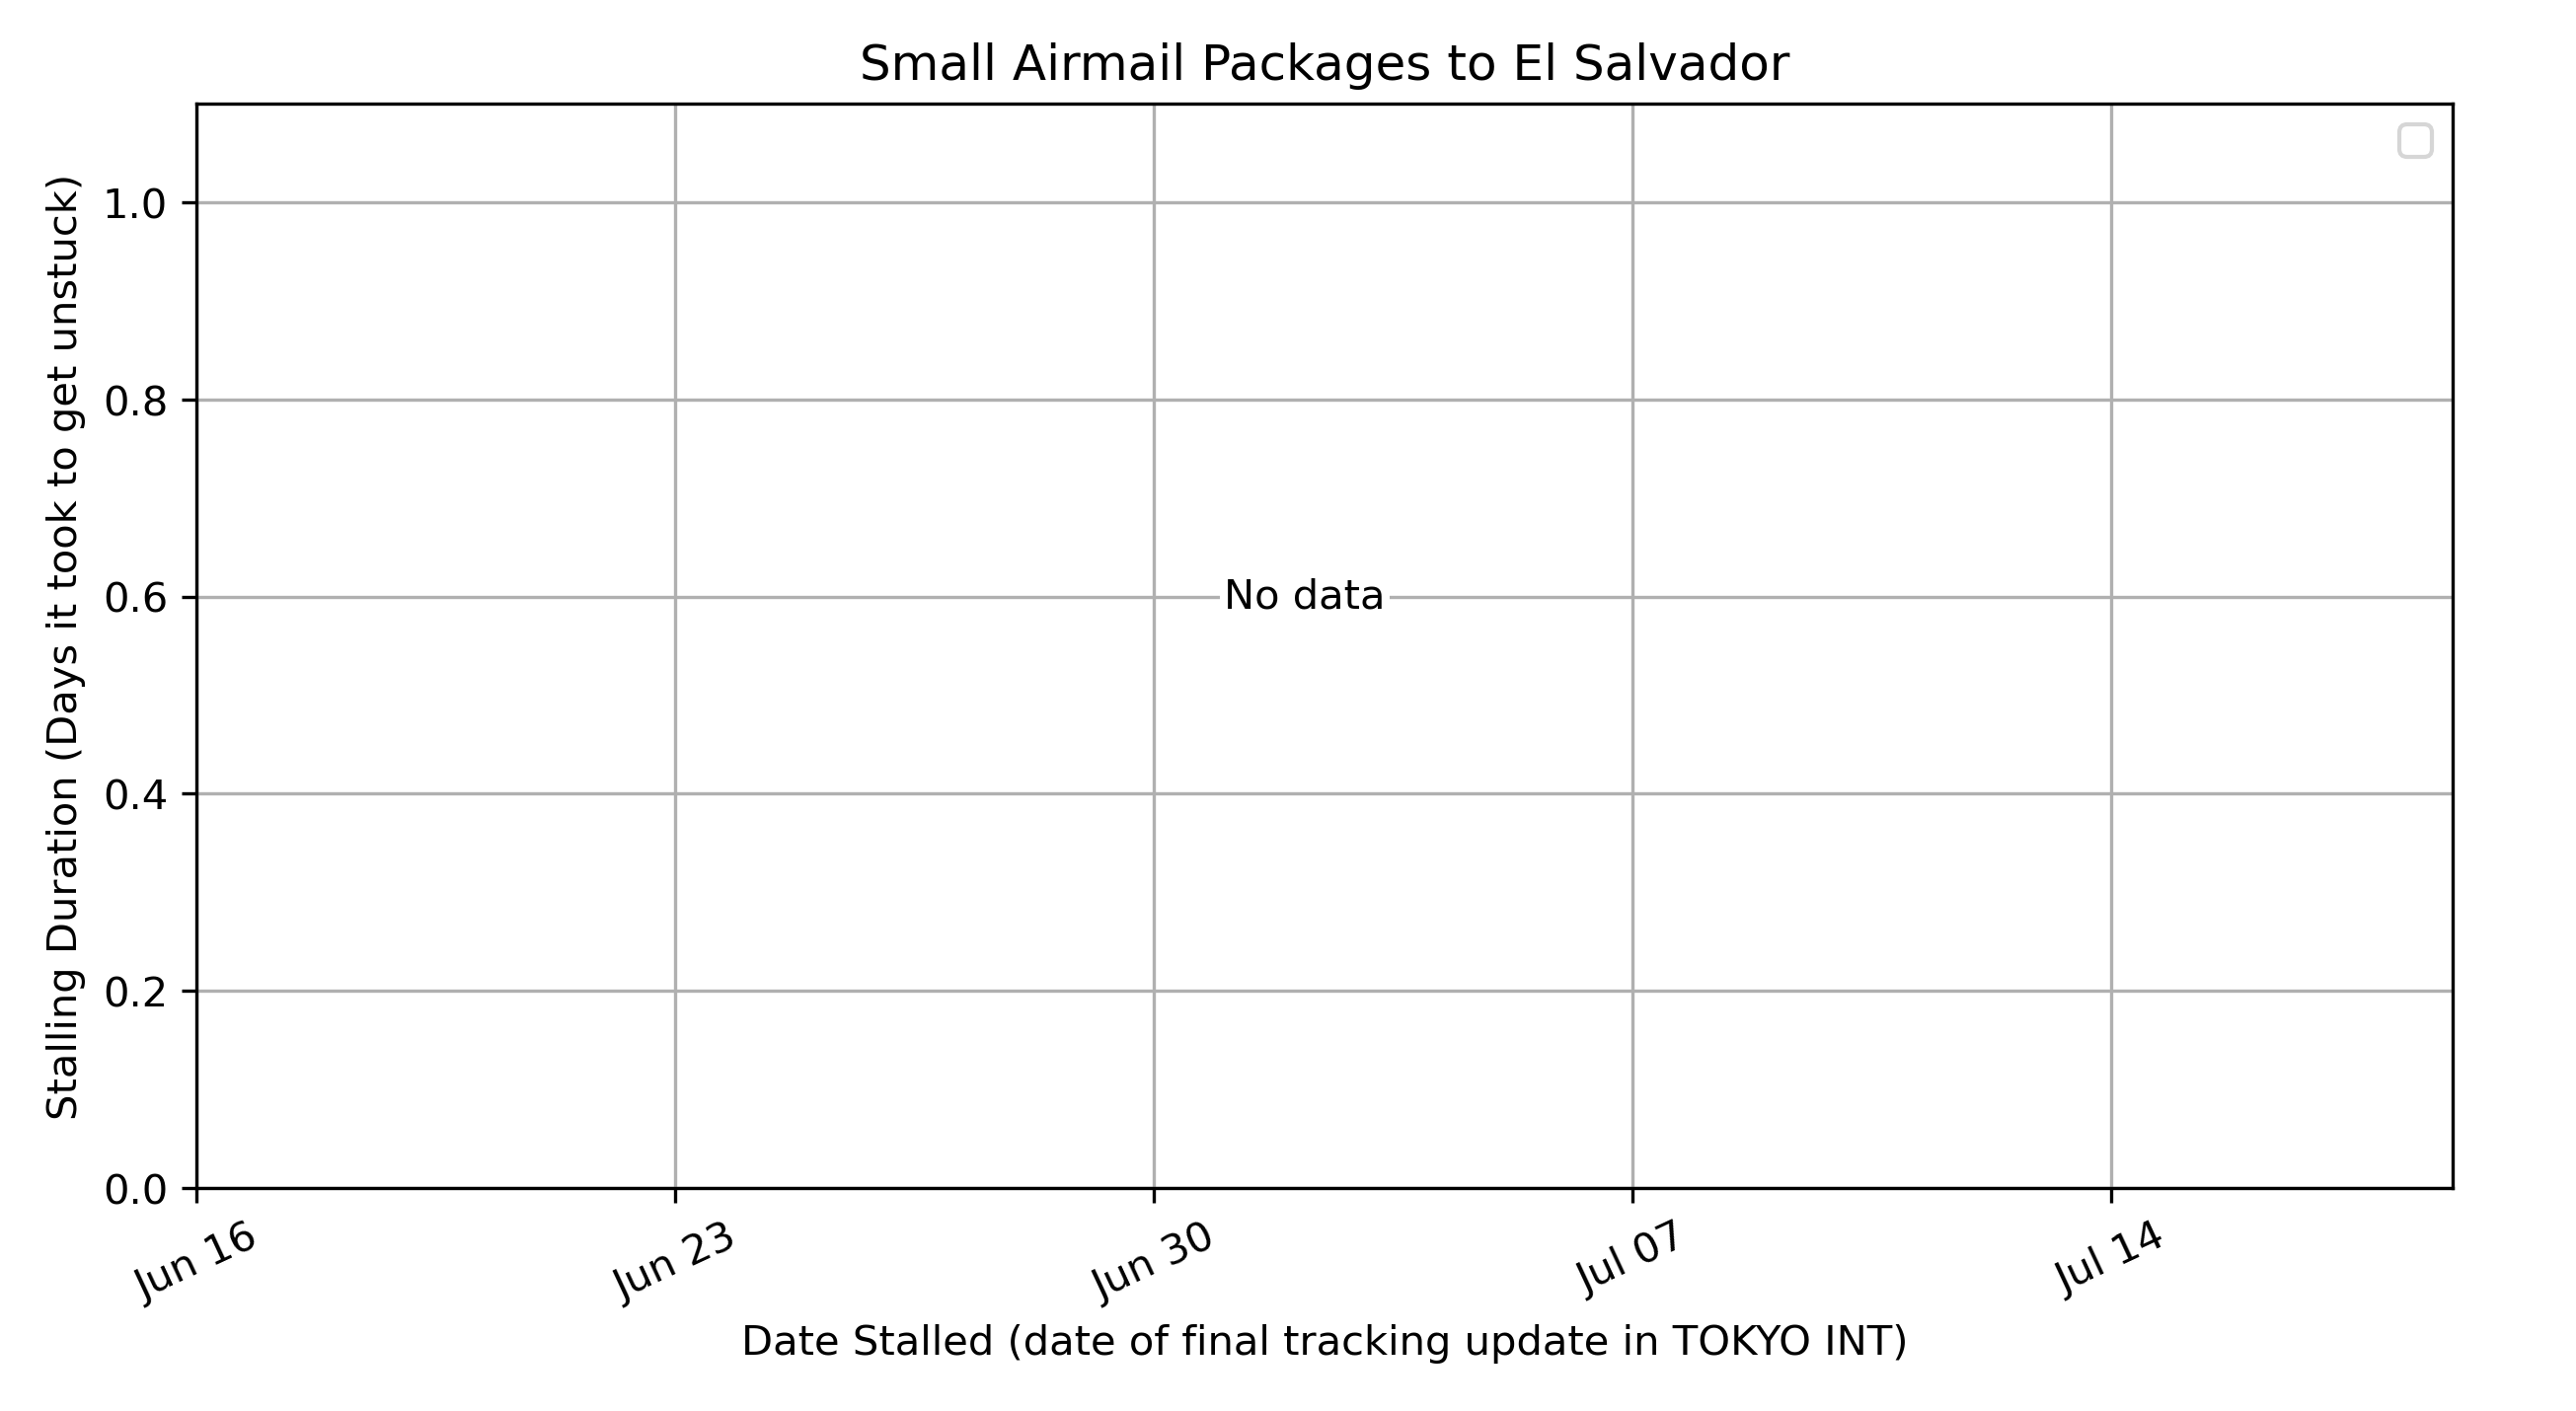 Small Airmail Packages to El Salvador
Stalling Duration (Days it took to get unstuck)
1.0
0.8
0.6
0.4
0.2
0.0
No data
Jun 16
Jun 23
Jun 30
Jul 07
Jul 14
Date Stalled (date of final tracking update in TOKYO INT)